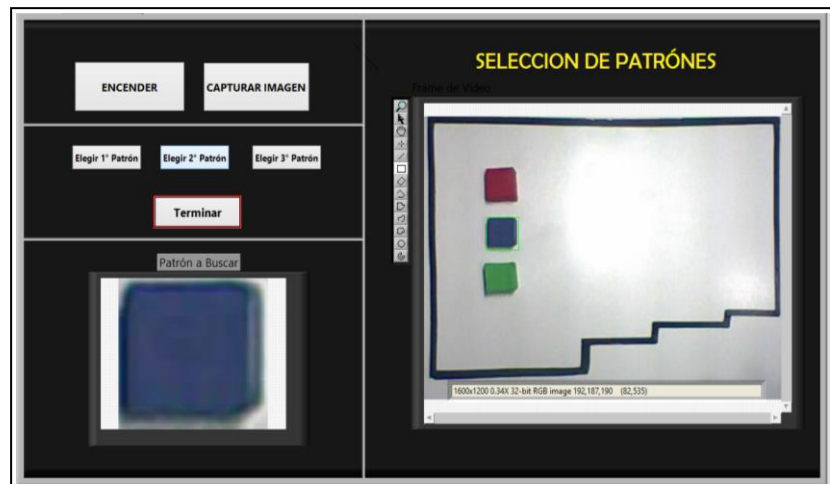 ENCENDER
CAPTURAR IMAGEN
Elegir 1° Patrón
Elegir 2° Patrón
Elegir 3° Patrón
Terminar
Patrón a Buscar
SELECCION DE PATRÓNES
Frame de Video
1600x1200 0.34X 32-bit RGB image 192,187,190 (82,535)